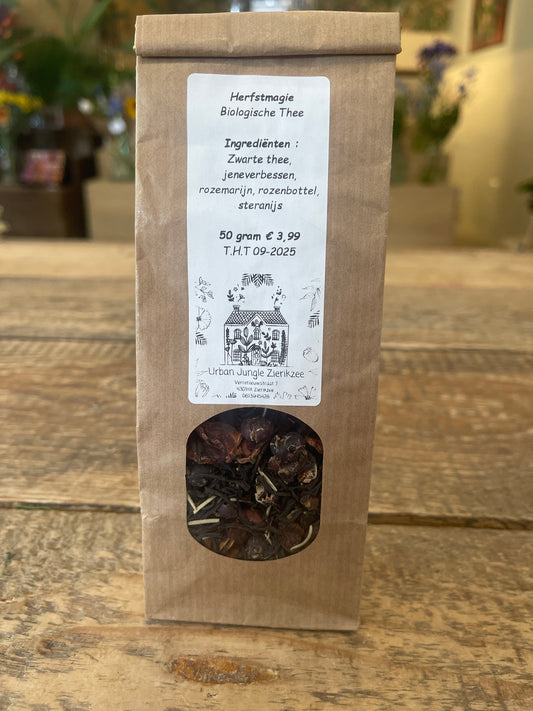 Herfstmagie
Biologische Thee
Ingrediënten :
Zwarte thee,
jeneverbessen,
rozemarijn, rozenbottel,
steranijs
50 gram € 3,99
T.H.T 09-2025
Urban Jungle Zierikzee
Zierikzee